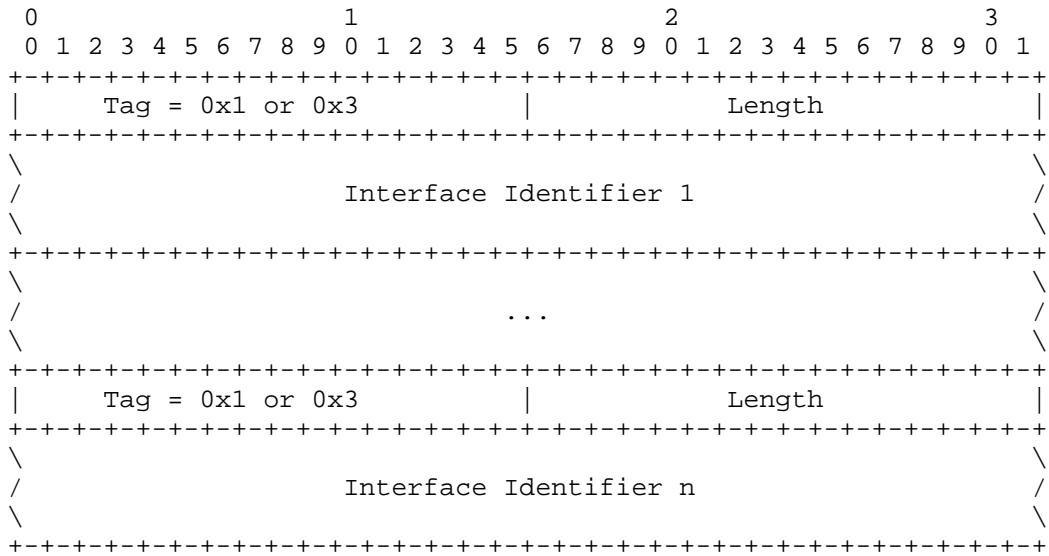 0                   1                   2                   3
 0 1 2 3 4 5 6 7 8 9 0 1 2 3 4 5 6 7 8 9 0 1 2 3 4 5 6 7 8 9 0 1
+-+-+-+-+-+-+-+-+-+-+-+-+-+-+-+-+-+-+-+-+-+-+-+-+-+-+-+-+-+-+-+-+
|     Tag = 0x1 or 0x3          |            Length             |
+-+-+-+-+-+-+-+-+-+-+-+-+-+-+-+-+-+-+-+-+-+-+-+-+-+-+-+-+-+-+-+-+
\                                                               \
/                    Interface Identifier 1                     /
\                                                               \
+-+-+-+-+-+-+-+-+-+-+-+-+-+-+-+-+-+-+-+-+-+-+-+-+-+-+-+-+-+-+-+-+
\                                                               \
/                              ...                              /
\                                                               \
+-+-+-+-+-+-+-+-+-+-+-+-+-+-+-+-+-+-+-+-+-+-+-+-+-+-+-+-+-+-+-+-+
|     Tag = 0x1 or 0x3          |            Length             |
+-+-+-+-+-+-+-+-+-+-+-+-+-+-+-+-+-+-+-+-+-+-+-+-+-+-+-+-+-+-+-+-+
\                                                               \
/                    Interface Identifier n                     /
\                                                               \
+-+-+-+-+-+-+-+-+-+-+-+-+-+-+-+-+-+-+-+-+-+-+-+-+-+-+-+-+-+-+-+-+